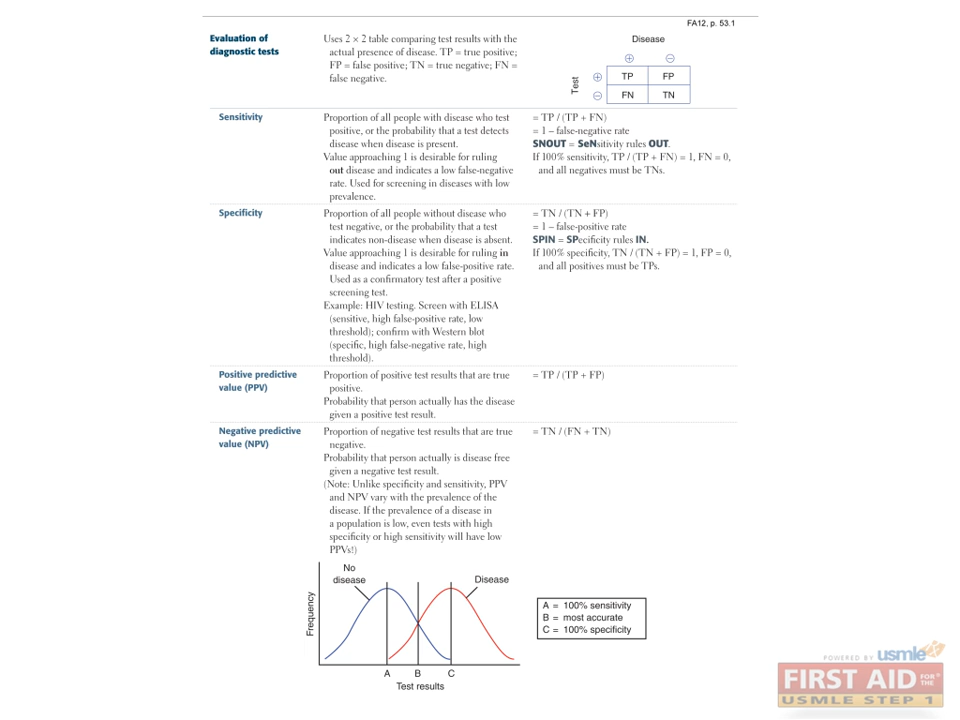 FA12, p. 53.1
Evaluation of
diagnostic tests
Uses 2 × 2 table comparing test results with the
actual presence of disease. TP = true positive;
FP = false positive; TN = true negative; FN =
false negative.
Disease
⊕ ⊖
Test
⊕ TP FP
⊖ FN TN
Sensitivity
Proportion of all people with disease who test
positive, or the probability that a test detects
disease when disease is present.
Value approaching 1 is desirable for ruling
out disease and indicates a low false-negative
rate. Used for screening in diseases with low
prevalence.
= TP / (TP + FN)
= 1 – false-negative rate
SNOUT = SeNsitivity rules OUT.
If 100% sensitivity, TP / (TP + FN) = 1, FN = 0,
and all negatives must be TNs.
Specificity
Proportion of all people without disease who
test negative, or the probability that a test
indicates non-disease when disease is absent.
Value approaching 1 is desirable for ruling in
disease and indicates a low false-positive rate.
Used as a confirmatory test after a positive
screening test.
Example: HIV testing. Screen with ELISA
(sensitive, high false-positive rate, low
threshold); confirm with Western blot
(specific, high false-negative rate, high
threshold).
= TN / (TN + FP)
= 1 – false-positive rate
SPIN = SPecificity rules IN.
If 100% specificity, TN / (TN + FP) = 1, FP = 0,
and all positives must be TPs.
Positive predictive
value (PPV)
Proportion of positive test results that are true
positive.
Probability that person actually has the disease
given a positive test result.
= TP / (TP + FP)
Negative predictive
value (NPV)
Proportion of negative test results that are true
negative.
Probability that person actually is disease free
given a negative test result.
(Note: Unlike specificity and sensitivity, PPV
and NPV vary with the prevalence of the
disease. If the prevalence of a disease in
a population is low, even tests with high
specificity or high sensitivity will have low
PPVs!)
= TN / (FN + TN)
No
disease
Disease
Frequency
A B C
Test results
A = 100% sensitivity
B = most accurate
C = 100% specificity
POWERED BY usmle
FIRST AID FOR THE®
USMLE STEP 1